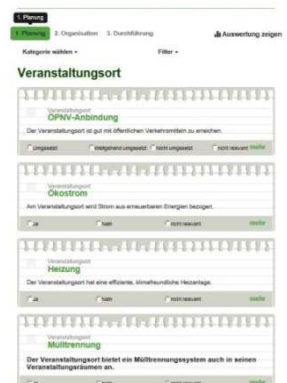 1. Planung
1. Planung 2. Organisation 3. Durchführung Auswertung zeigen
Kategorie wählen Filter
Veranstaltungsort
Veranstaltungsort
ÖPNV-Anbindung
Der Veranstaltungsort ist gut mit öffentlichen Verkehrsmitteln zu erreichen.
Umgesetzt Weitgehend umgesetzt Nicht umgesetzt nicht relevant mehr
Veranstaltungsort
Ökostrom
Am Veranstaltungsort wird Strom aus erneuerbaren Energien bezogen.
Ja Nein nicht relevant mehr
Veranstaltungsort
Heizung
Der Veranstaltungsort hat eine effiziente, klimafreundliche Heizanlage.
Ja Nein nicht relevant mehr
Veranstaltungsort
Mülltrennung
Der Veranstaltungsort bietet ein Mülltrennungssystem auch in seinen
Veranstaltungsräumen an.